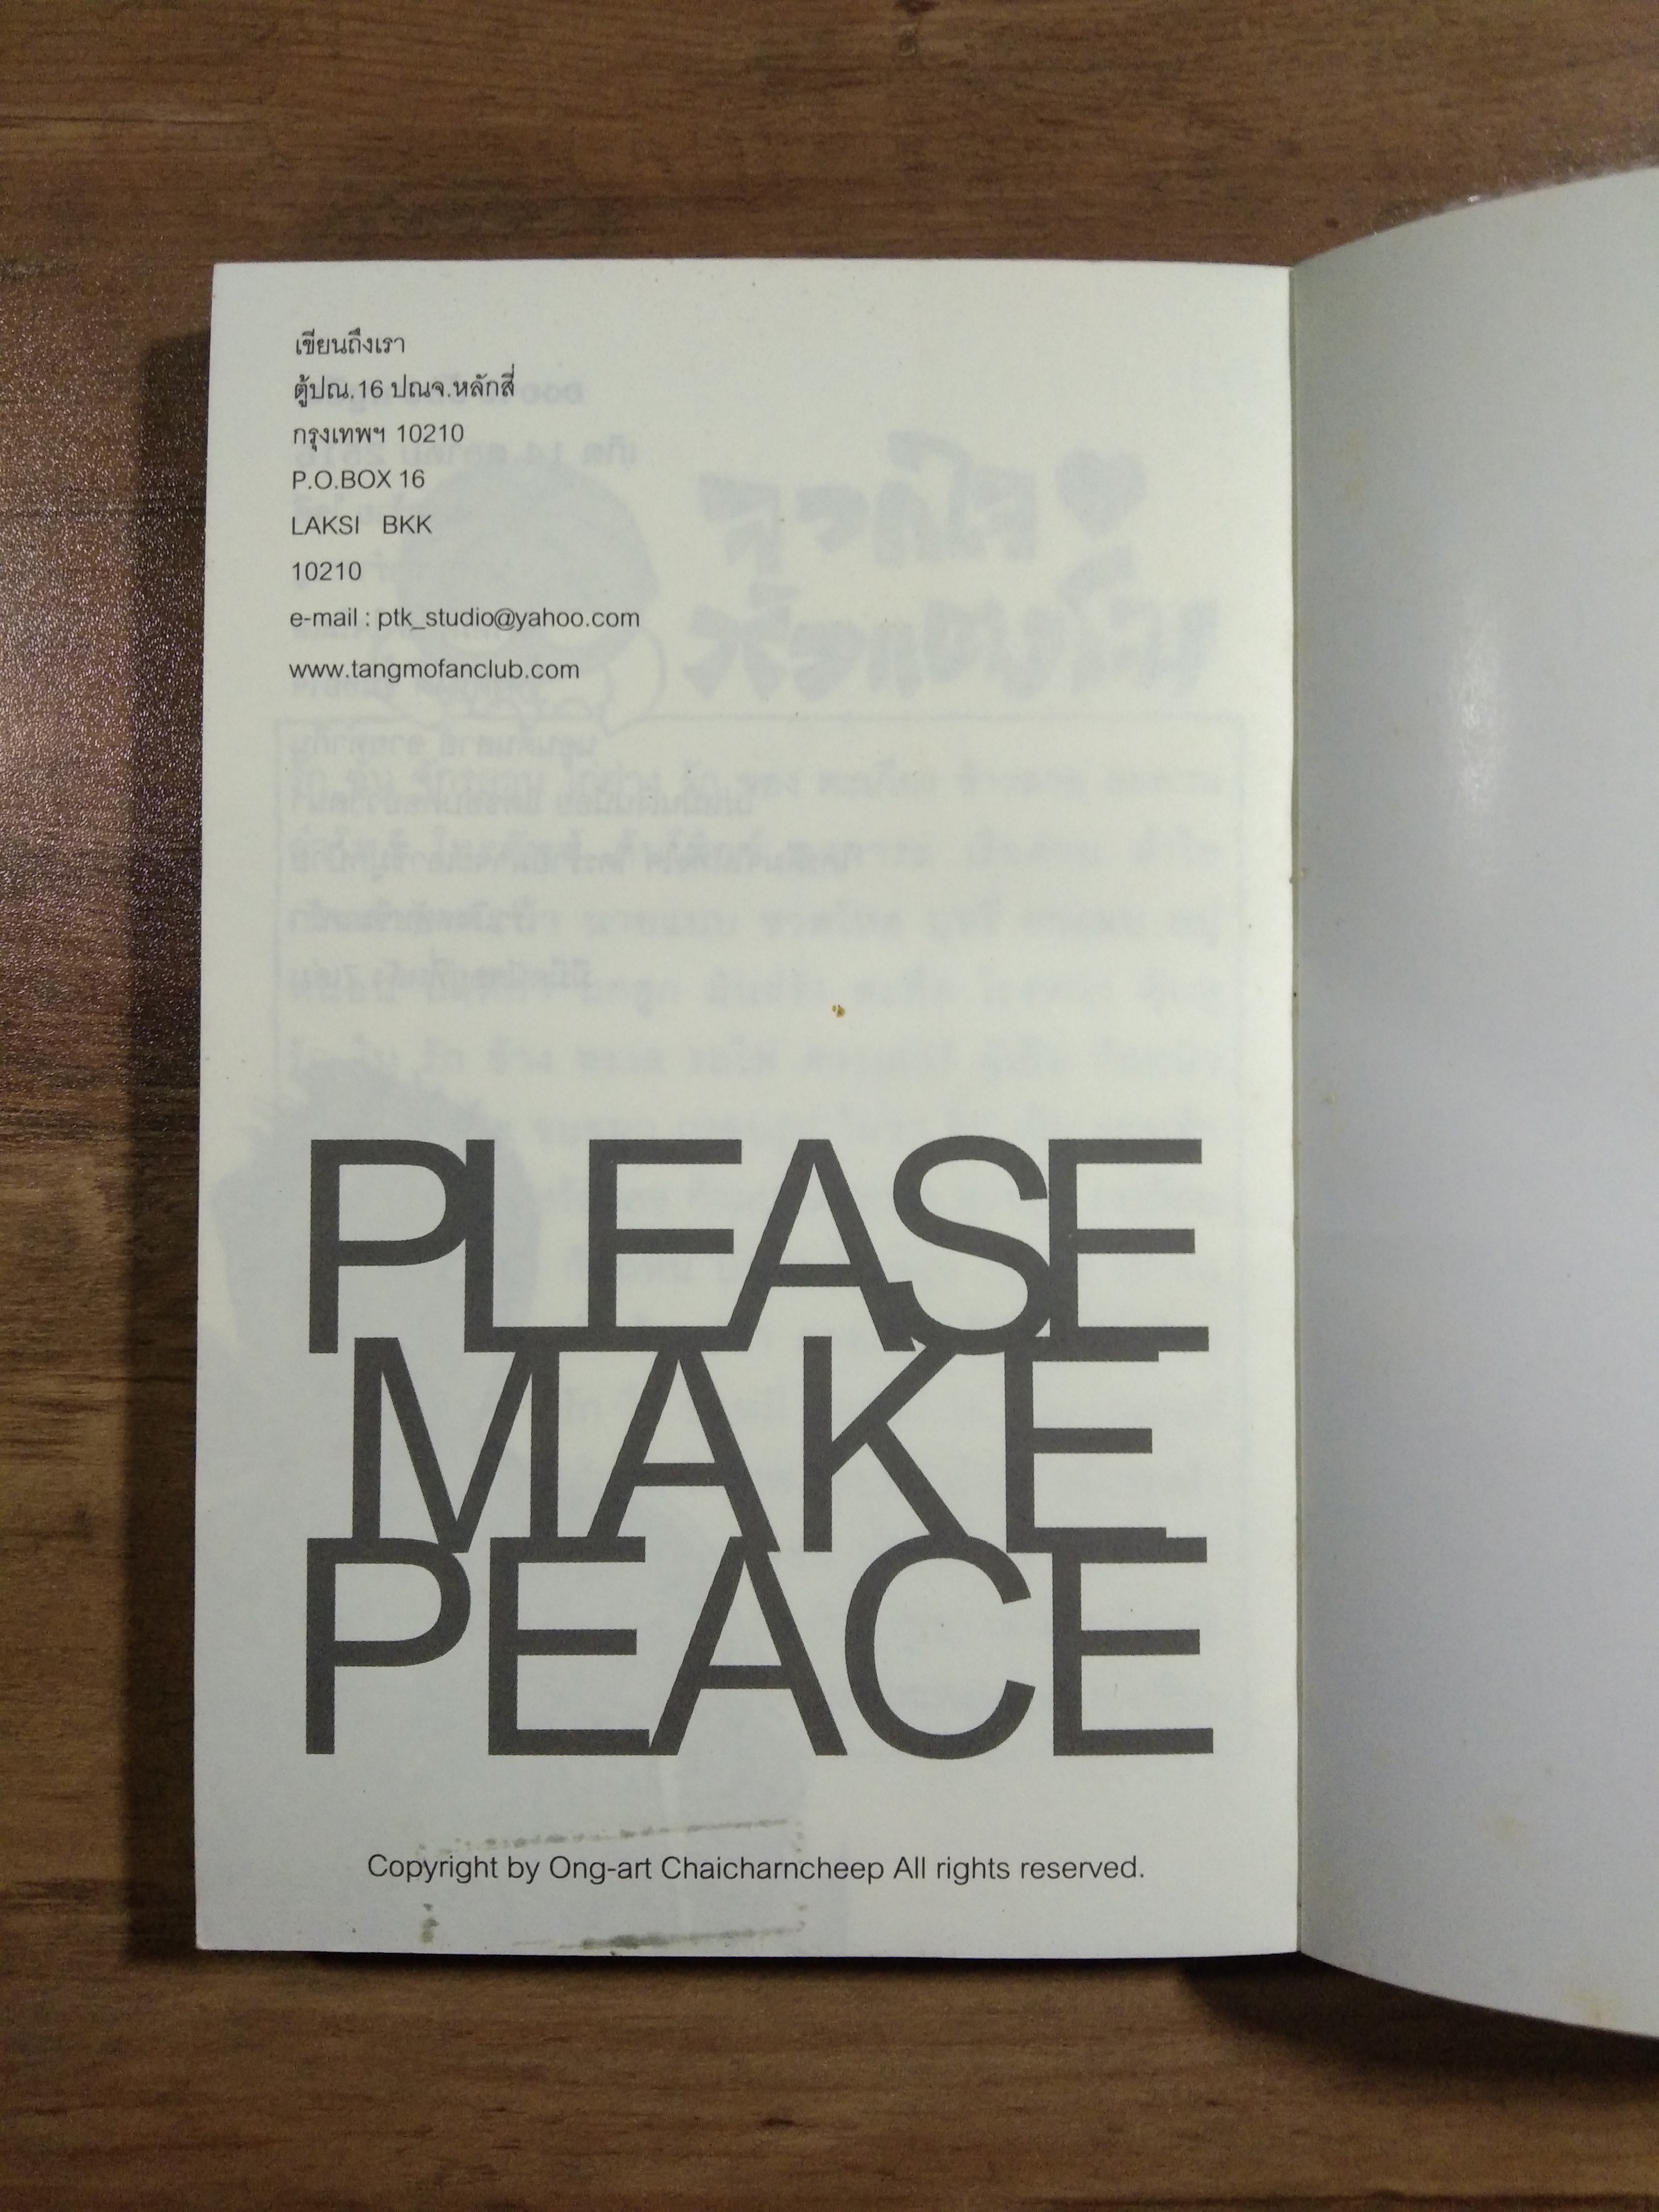 เขียนถึงเรา
ตู้ปณ.16 ปณจ.หลักสี่
กรุงเทพฯ 10210
P.O.BOX 16
LAKSI BKK
10210
e-mail : ptk_studio@yahoo.com
www.tangmofanclub.com
PLEASE
MAKE
PEACE
Copyright by Ong-art Chaicharncheep All rights reserved.